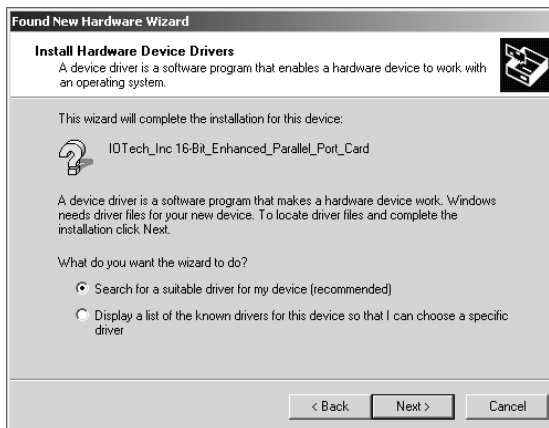 Found New Hardware Wizard
Install Hardware Device Drivers
A device driver is a software program that enables a hardware device to work with
an operating system.
This wizard will complete the installation for this device:
IOTech_Inc 16-Bit_Enhanced_Parallel_Port_Card
A device driver is a software program that makes a hardware device work. Windows
needs driver files for your new device. To locate driver files and complete the
installation click Next.
What do you want the wizard to do?
Search for a suitable driver for my device (recommended)
Display a list of the known drivers for this device so that I can choose a specific
driver
< Back Next > Cancel